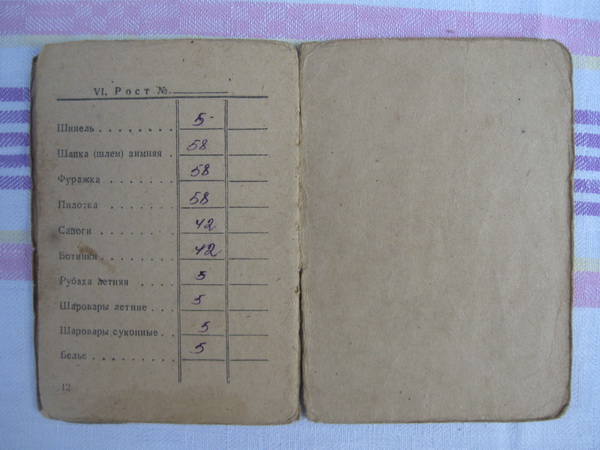 VI. Рост №
Шинель . . . . . . . . 5
Шапка (шлем) зимняя . 58
Фуражка . . . . . . . 58
Пилотка . . . . . . . 58
Сапоги . . . . . . . 42
Ботинки . . . . . . . 42
Рубаха летняя . . . . 5
Шаровары летние . . . 5
Шаровары суконные . . 5
Белье . . . . . . . . . 5
12